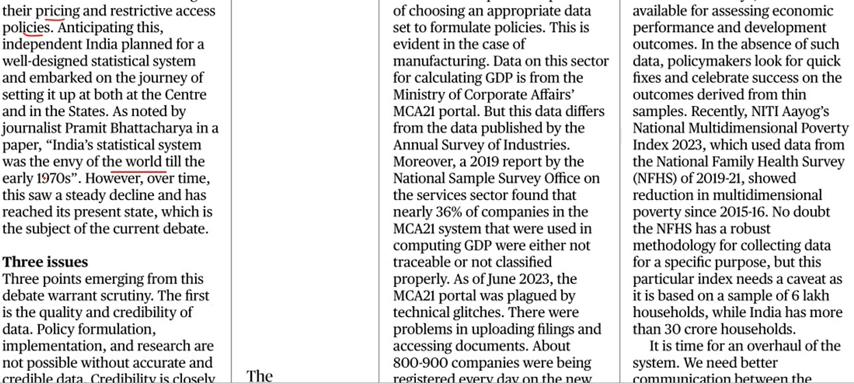 their pricing and restrictive access
policies. Anticipating this,
independent India planned for a
well-designed statistical system
and embarked on the journey of
setting it up at both at the Centre
and in the States. As noted by
journalist Pramit Bhattacharya in a
paper, “India’s statistical system
was the envy of the world till the
early 1970s”. However, over time,
this saw a steady decline and has
reached its present state, which is
the subject of the current debate.
Three issues
Three points emerging from this
debate warrant scrutiny. The first
is the quality and credibility of
data. Policy formulation,
implementation, and research are
not possible without accurate and
credible data. Credibility is closely
The
of choosing an appropriate data
set to formulate policies. This is
evident in the case of
manufacturing. Data on this sector
for calculating GDP is from the
Ministry of Corporate Affairs’
MCA21 portal. But this data differs
from the data published by the
Annual Survey of Industries.
Moreover, a 2019 report by the
National Sample Survey Office on
the services sector found that
nearly 36% of companies in the
MCA21 system that were used in
computing GDP were either not
traceable or not classified
properly. As of June 2023, the
MCA21 portal was plagued by
technical glitches. There were
problems in uploading filings and
accessing documents. About
800-900 companies were being
registered every day on the new
available for assessing economic
performance and development
outcomes. In the absence of such
data, policymakers look for quick
fixes and celebrate success on the
outcomes derived from thin
samples. Recently, NITI Aayog’s
National Multidimensional Poverty
Index 2023, which used data from
the National Family Health Survey
(NFHS) of 2019-21, showed
reduction in multidimensional
poverty since 2015-16. No doubt
the NFHS has a robust
methodology for collecting data
for a specific purpose, but this
particular index needs a caveat as
it is based on a sample of 6 lakh
households, while India has more
than 30 crore households.
It is time for an overhaul of the
system. We need better
communication between the